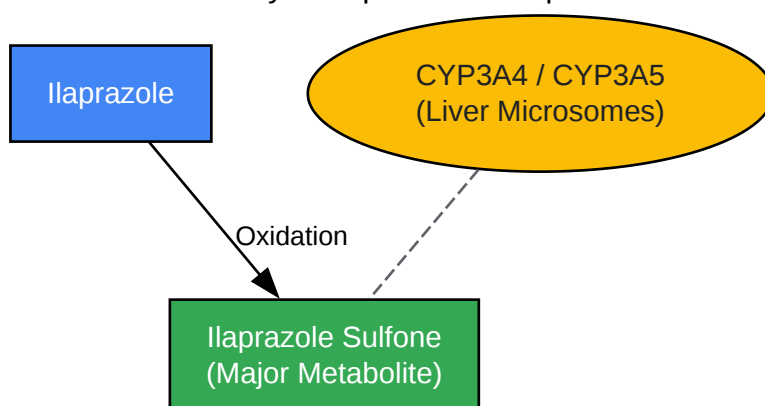 Ilaprazole
CYP3A4 / CYP3A5
(Liver Microsomes)
Oxidation
Ilaprazole Sulfone
(Major Metabolite)